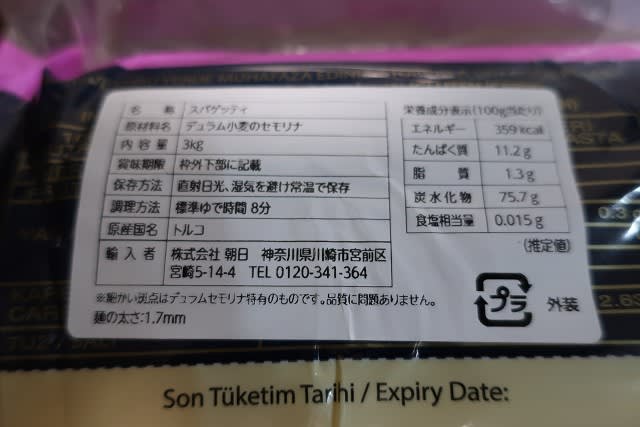 MUHAFAZA EDİN
名 称 スパゲッティ
原材料名 デュラム小麦のセモリナ
内 容 量 3kg
賞味期限 枠外下部に記載
保存方法 直射日光、湿気を避け常温で保存
調理方法 標準ゆで時間 8分
原産国名 トルコ
輸 入 者 株式会社 朝日 神奈川県川崎市宮前区
宮崎5-14-4 TEL 0120-341-364
※細かい斑点はデュラムセモリナ特有のものです。品質に問題ありません。
麺の太さ:1.7mm
栄養成分表示(100g当たり)
エネルギー 359kcal
たんぱく質 11.2g
脂 質 1.3g
炭水化物 75.7g
食塩相当量 0.015g
(推定値)
プラ 外装
Son Tüketim Tarihi / Expiry Date: